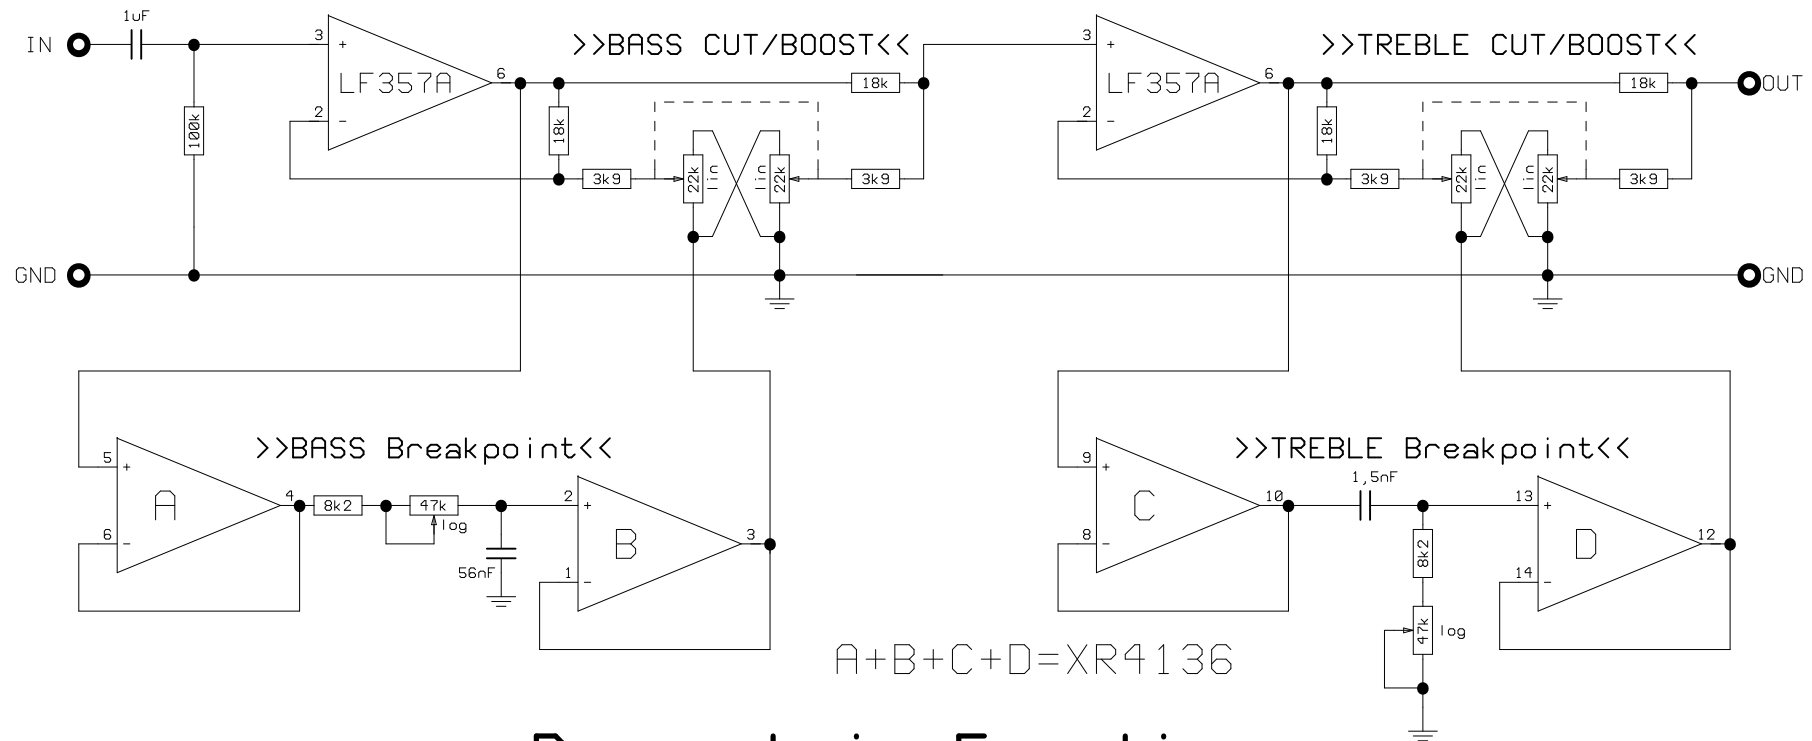 1uF
IN
3
+
LF357A
6
2
-
100k
>>BASS CUT/BOOST<<
18k
18k
3k9
22k
lin
lin
22k
3k9
3
+
LF357A
6
2
-
>>TREBLE CUT/BOOST<<
18k
OUT
18k
3k9
22k
lin
lin
22k
3k9
GND
GND
>>BASS Breakpoint<<
5
+
A
4
6
-
8k2
47k
log
56nF
2
+
B
3
1
-
>>TREBLE Breakpoint<<
9
+
C
10
8
-
1,5nF
8k2
47k
log
13
+
D
12
14
-
A+B+C+D=XR4136